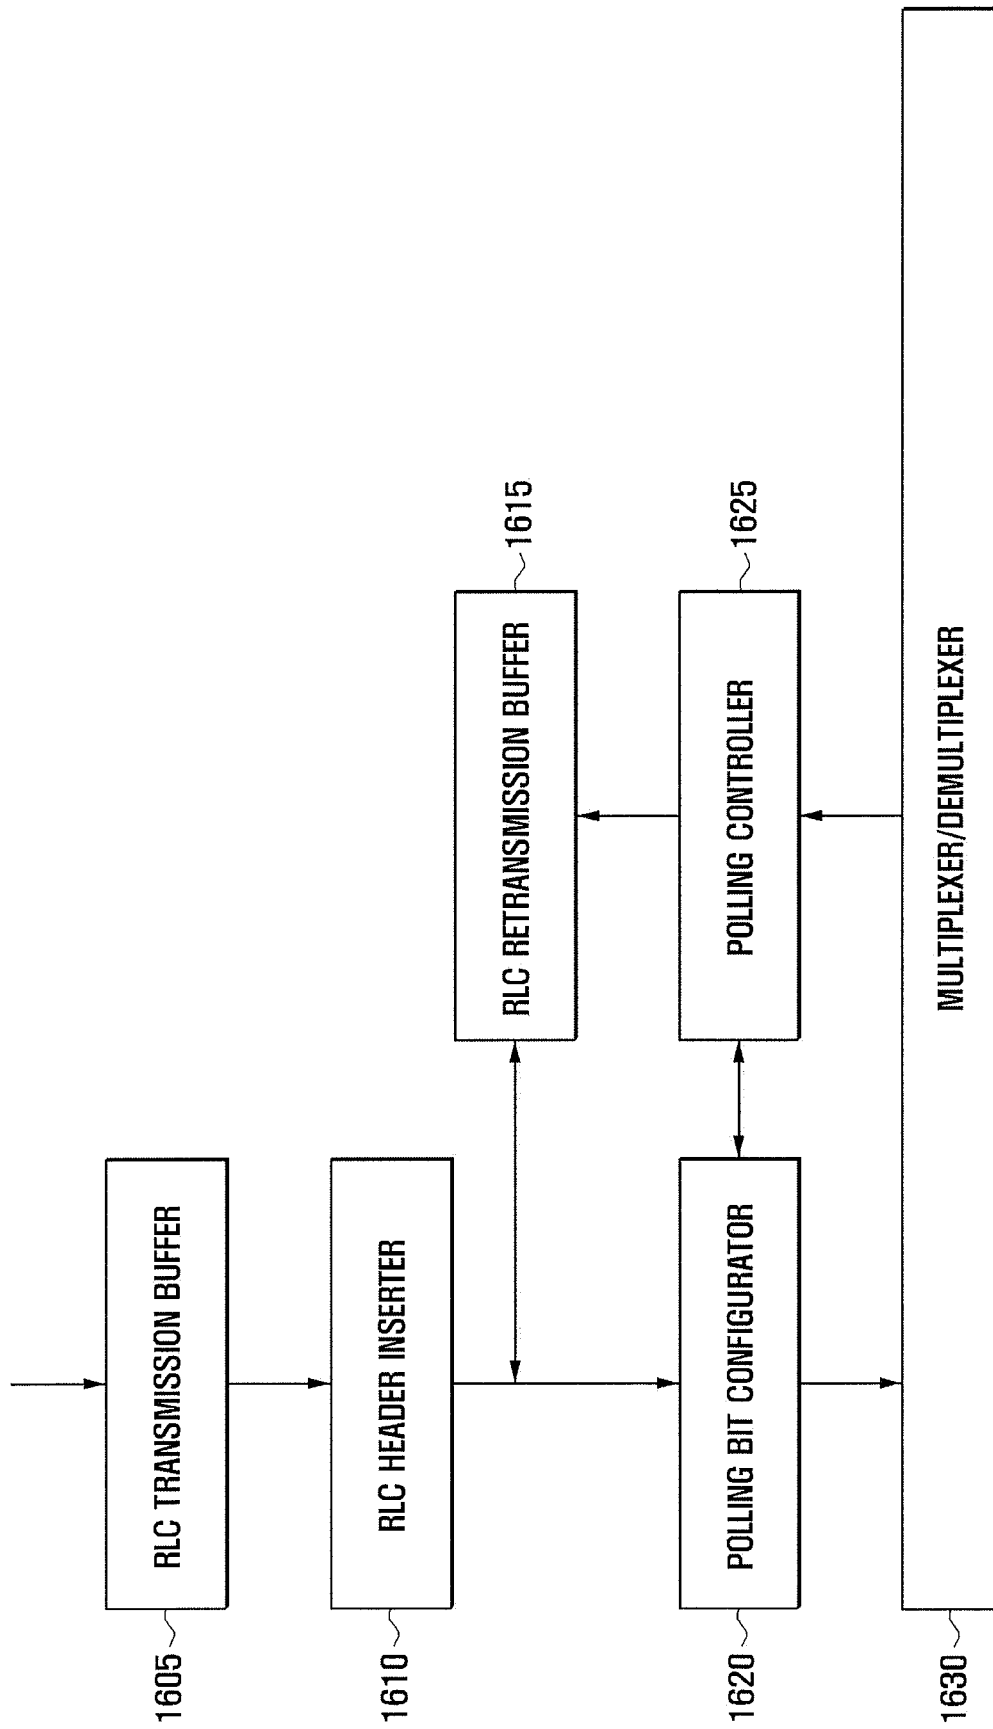 1605
RLC TRANSMISSION BUFFER
1610
RLC HEADER INSERTER
RLC RETRANSMISSION BUFFER
1615
1620
POLLING BIT CONFIGURATOR
POLLING CONTROLLER
1625
1630
MULTIPLEXER/DEMULTIPLEXER